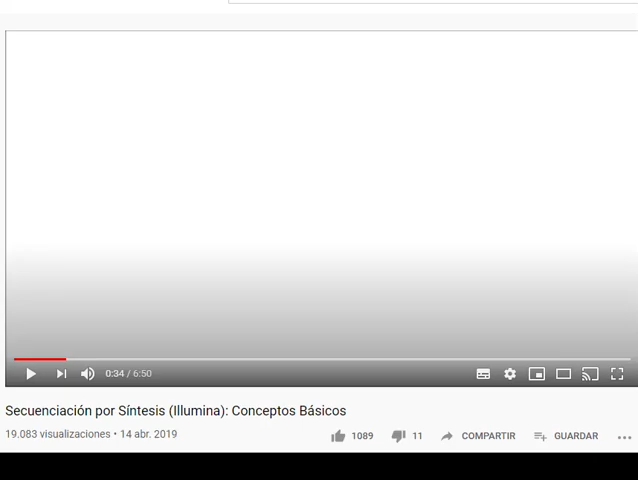 0:34 / 6:50
Secuenciación por Síntesis (Illumina): Conceptos Básicos
19.083 visualizaciones • 14 abr. 2019
1089
11
COMPARTIR
GUARDAR